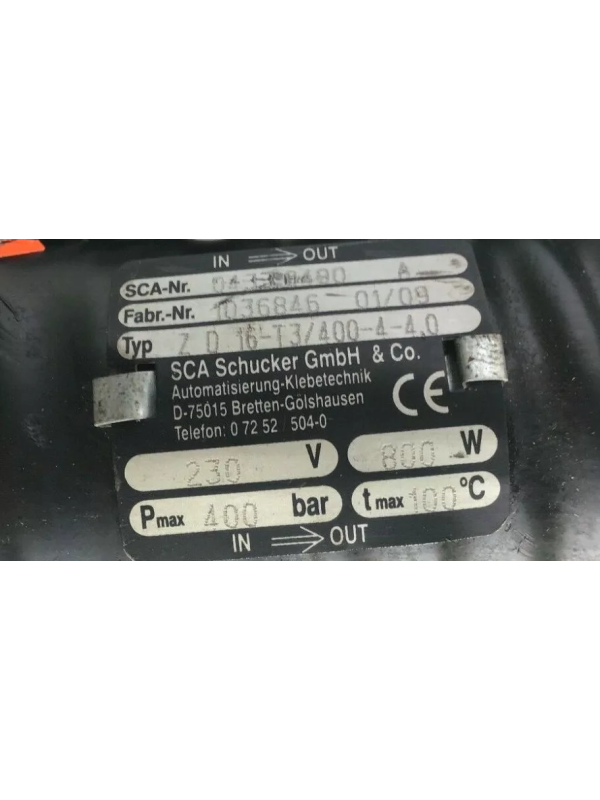 IN ⇒ OUT
SCA-Nr. A
Fabr.-Nr. 1036846 01/09
Typ Z D 16-T3/400-4-4,0
SCA Schucker GmbH & Co.
Automatisierung-Klebetechnik
D-75015 Bretten-Gölshausen
Telefon: 0 72 52 504-0
CE
230 V 800 W
Pmax 400 bar tmax 100 °C
IN ⇒ OUT